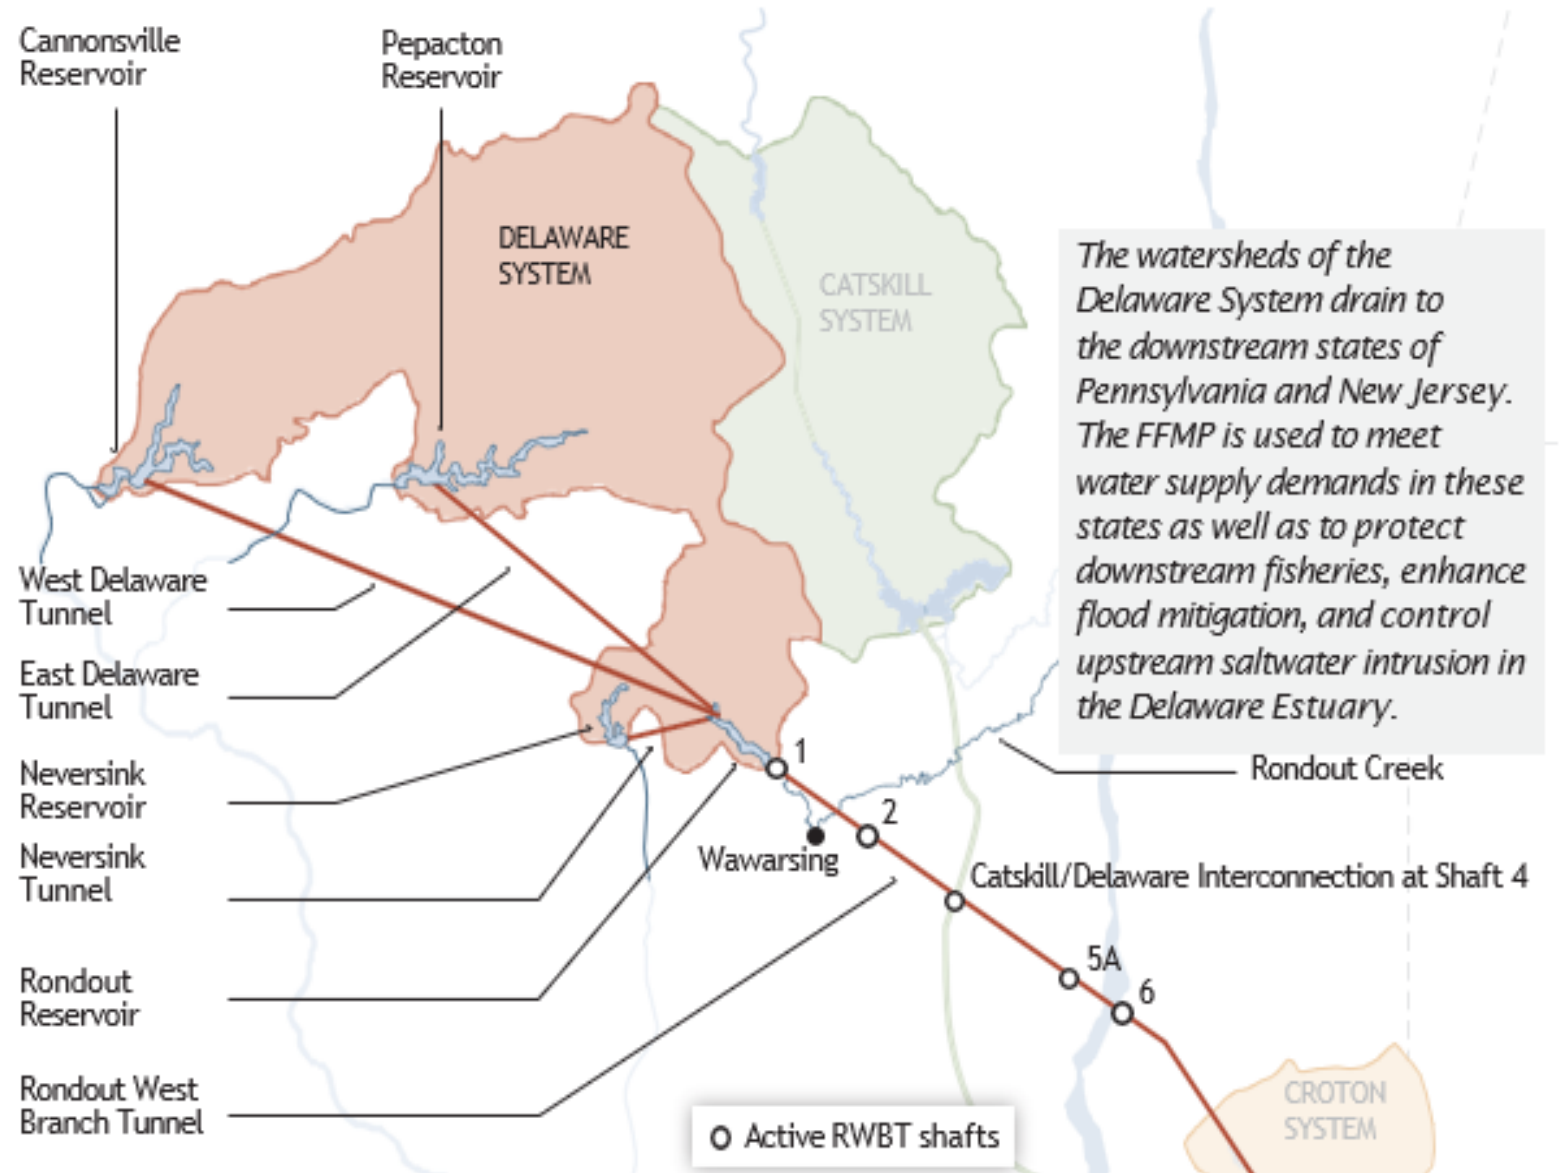 Cannonsville
Reservoir
Pepacton
Reservoir
DELAWARE
SYSTEM
CATSKILL
SYSTEM
The watersheds of the
Delaware System drain to
the downstream states of
Pennsylvania and New Jersey.
The FFMP is used to meet
water supply demands in these
states as well as to protect
downstream fisheries, enhance
flood mitigation, and control
upstream saltwater intrusion in
the Delaware Estuary.
West Delaware
Tunnel
East Delaware
Tunnel
Neversink
Reservoir
Neversink
Tunnel
Rondout
Reservoir
Rondout West
Branch Tunnel
1
Rondout Creek
2
Wawarsing
Catskill/Delaware Interconnection at Shaft 4
5A
6
CROTON
SYSTEM
Active RWBT shafts